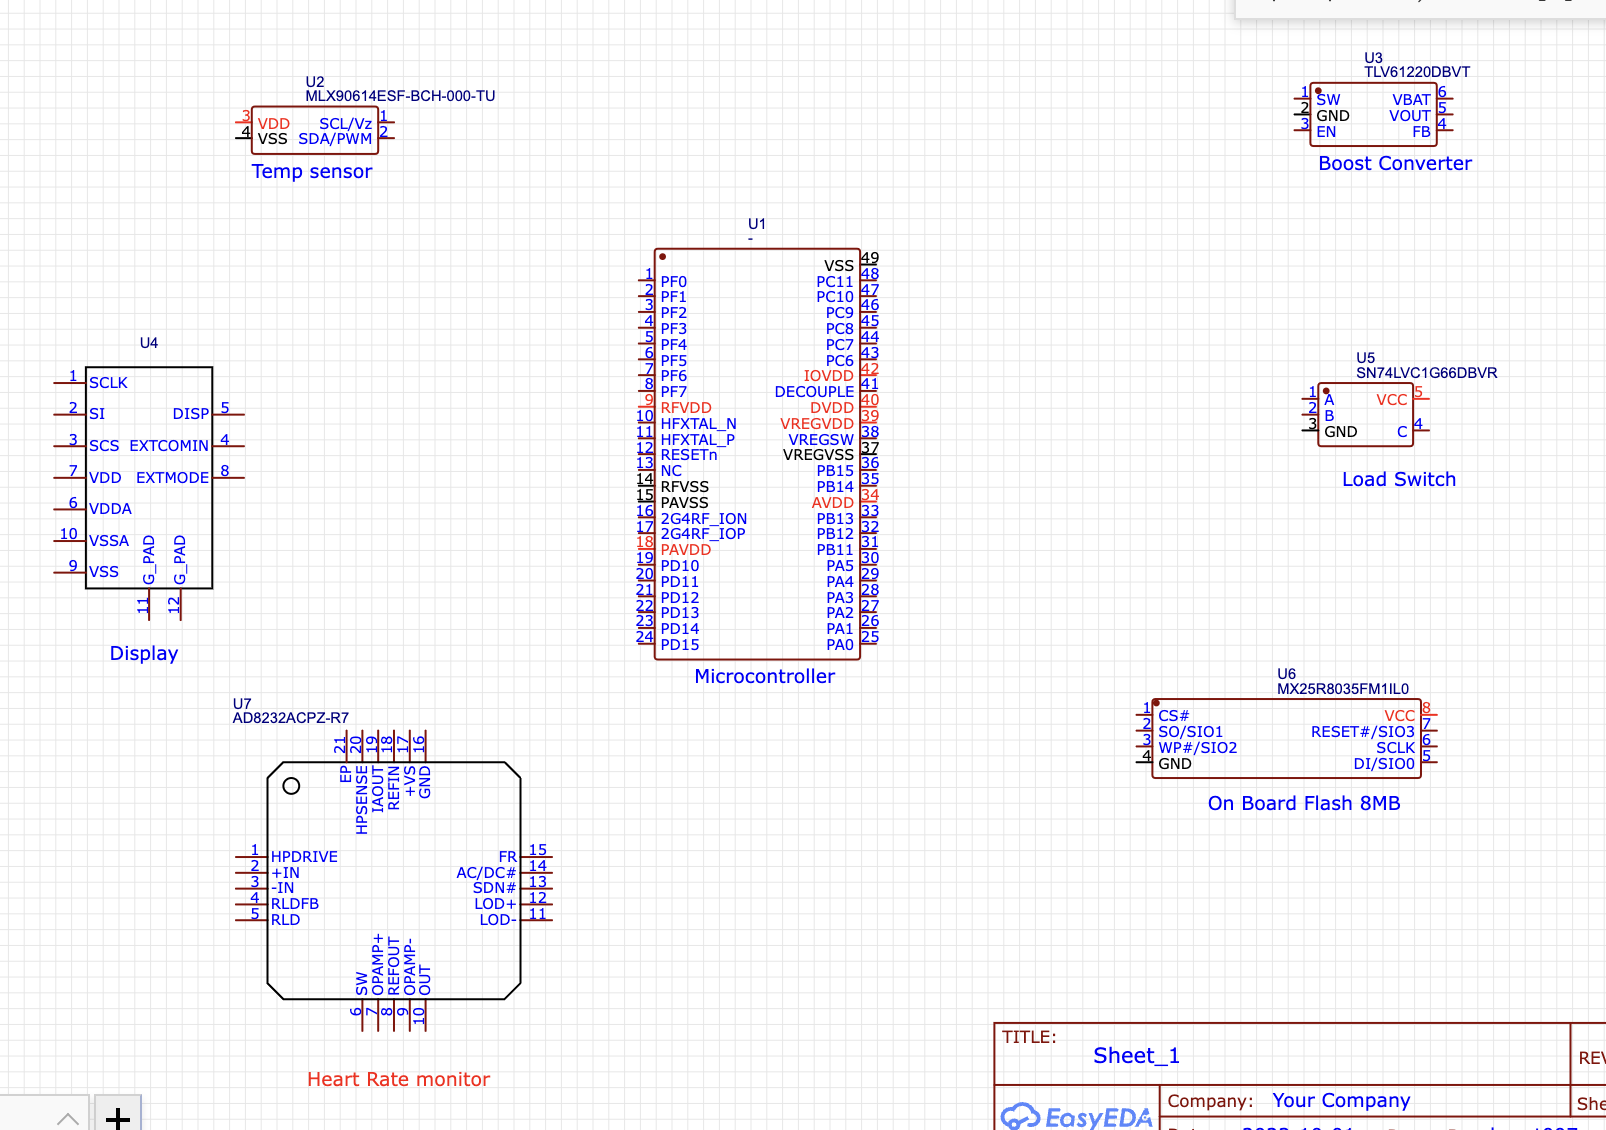 U3
TLV61220DBVT
1 SW VBAT 6
2 GND VOUT 5
3 EN FB 4
Boost Converter
U2
MLX90614ESF-BCH-000-TU
3 VDD SCL/Vz 1
4 VSS SDA/PWM 2
Temp sensor
U1
-
VSS 49
1 PF0 PC11 48
2 PF1 PC10 47
3 PF2 PC9 46
4 PF3 PC8 45
5 PF4 PC7 44
6 PF5 PC6 43
7 PF6 IOVDD 42
8 PF7 DECOUPLE 41
9 RFVDD DVDD 40
10 HFXTAL_N VREGVDD 39
11 HFXTAL_P VREGSW 38
12 RESETn VREGVSS 37
13 NC PB15 36
14 RFVSS PB14 35
15 PAVSS AVDD 34
16 2G4RF_ION PB13 33
17 2G4RF_IOP PB12 32
18 PAVDD PB11 31
19 PD10 PA5 30
20 PD11 PA4 29
21 PD12 PA3 28
22 PD13 PA2 27
23 PD14 PA1 26
24 PD15 PA0 25
Microcontroller
U4
1 SCLK
2 SI DISP 5
3 SCS EXTCOMIN 4
7 VDD EXTMODE 8
6 VDDA
10 VSSA
9 VSS
G_PAD 11
G_PAD 12
Display
U5
SN74LVC1G66DBVR
1 A VCC 5
2 B
3 GND C 4
Load Switch
U6
MX25R8035FM1IL0
1 CS# VCC 8
2 SO/SIO1 RESET#/SIO3 7
3 WP#/SIO2 SCLK 6
4 GND DI/SIO0 5
On Board Flash 8MB
U7
AD8232ACPZ-R7
21 EP
20 HPSENSE
19 IAOUT
18 REFIN
17 +VS
16 GND
1 HPDRIVE FR 15
2 +IN AC/DC# 14
3 -IN SDN# 13
4 RLDFB LOD+ 12
5 RLD LOD- 11
6 SW
7 OPAMP+
8 REFOUT
9 OPAMP-
10 OUT
Heart Rate monitor
TITLE:
Sheet_1
REV
EasyEDA
Company: Your Company
She